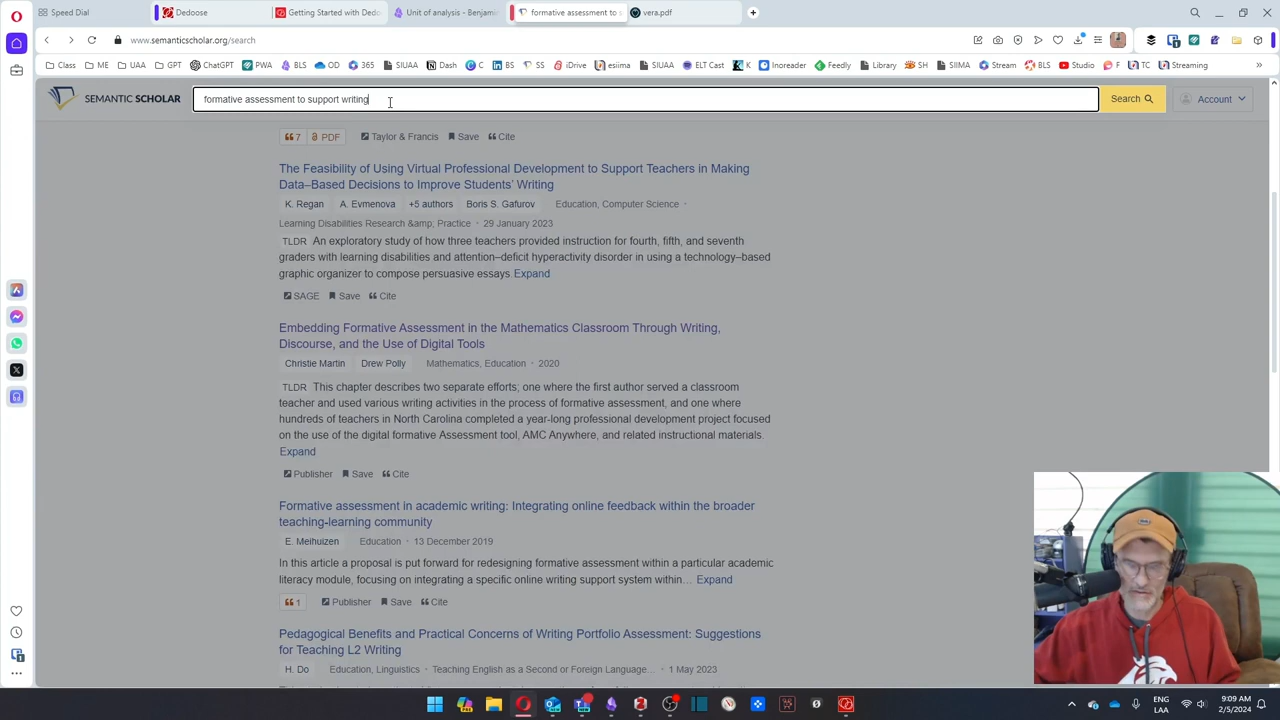 Speed Dial
Dedoose
Getting Started with Dedoo
Unit of analysis - Benjami
formative assessment to s
vera.pdf
www.semanticscholar.org/search
Class
ME
UAA
GPT
ChatGPT
PWA
BLS
OD
365
SIUAA
Dash
C
BS
SS
iDrive
esiima
SIUAA
ELT Cast
K
Inoreader
Feedly
Library
SH
SIIMA
Stream
BLS
Studio
F
TC
Streaming
SEMANTIC SCHOLAR
formative assessment to support writing
Search
Account
7
PDF
Taylor & Francis
Save
Cite
The Feasibility of Using Virtual Professional Development to Support Teachers in Making
Data–Based Decisions to Improve Students' Writing
K. Regan
A. Evmenova
+5 authors
Boris S. Gafurov
Education, Computer Science ·
Learning Disabilities Research &amp; Practice · 29 January 2023
TLDR An exploratory study of how three teachers provided instruction for fourth, fifth, and seventh
graders with learning disabilities and attention–deficit hyperactivity disorder in using a technology–based
graphic organizer to compose persuasive essays. Expand
SAGE
Save
Cite
Embedding Formative Assessment in the Mathematics Classroom Through Writing,
Discourse, and the Use of Digital Tools
Christie Martin
Drew Polly
Mathematics, Education · 2020
TLDR This chapter describes two separate efforts; one where the first author served a classroom
teacher and used various writing activities in the process of formative assessment, and one where
hundreds of teachers in North Carolina completed a year-long professional development project focused
on the use of the digital formative Assessment tool, AMC Anywhere, and related instructional materials.
Expand
Publisher
Save
Cite
Formative assessment in academic writing: Integrating online feedback within the broader
teaching-learning community
E. Meihuizen
Education · 13 December 2019
In this article a proposal is put forward for redesigning formative assessment within a particular academic
literacy module, focusing on integrating a specific online writing support system within… Expand
1
Publisher
Save
Cite
Pedagogical Benefits and Practical Concerns of Writing Portfolio Assessment: Suggestions
for Teaching L2 Writing
H. Do
Education, Linguistics · Teaching English as a Second or Foreign Language… · 1 May 2023
ENG
LAA
9:09 AM
2/5/2024